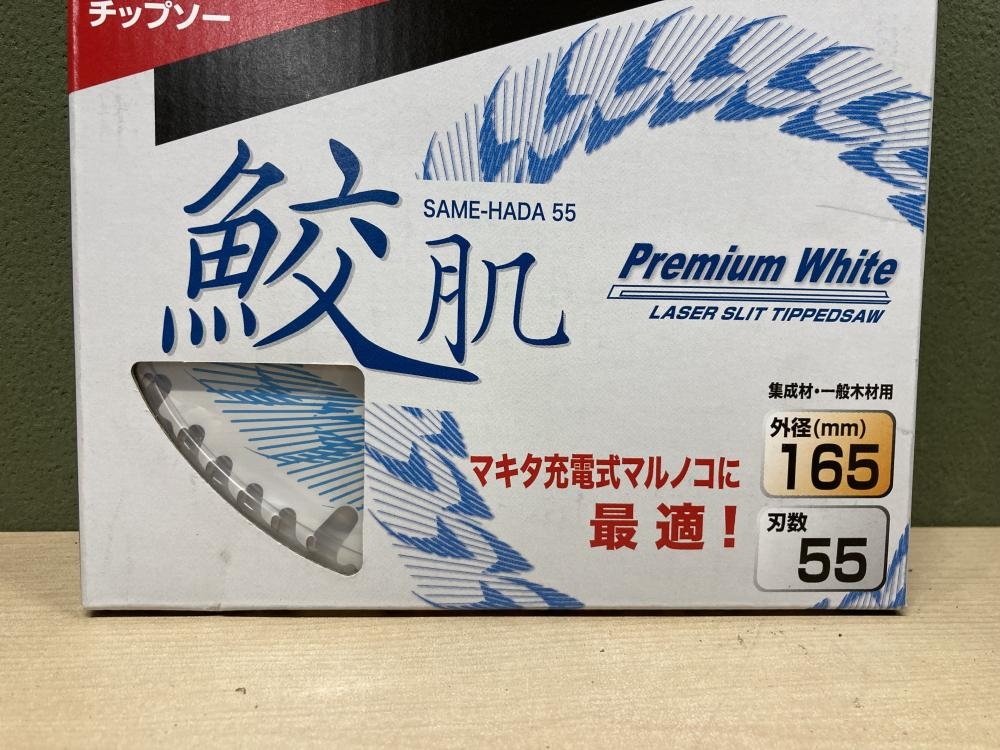 チップソー
鮫肌
SAME-HADA 55
Premium White
LASER SLIT TIPPEDSAW
集成材・一般木材用
外径(mm)
165
マキタ充電式マルノコに
最適！
刃数
55